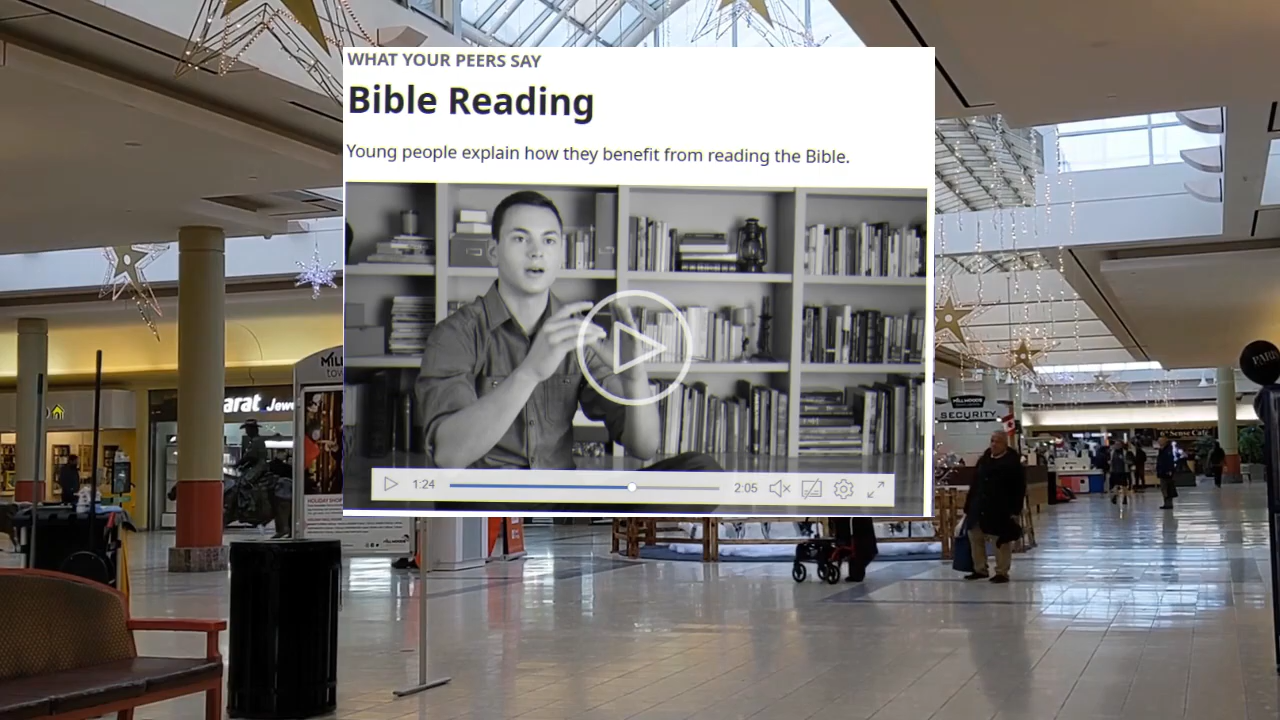 WHAT YOUR PEERS SAY
Bible Reading
Young people explain how they benefit from reading the Bible.
1:24
2:05
SECURITY